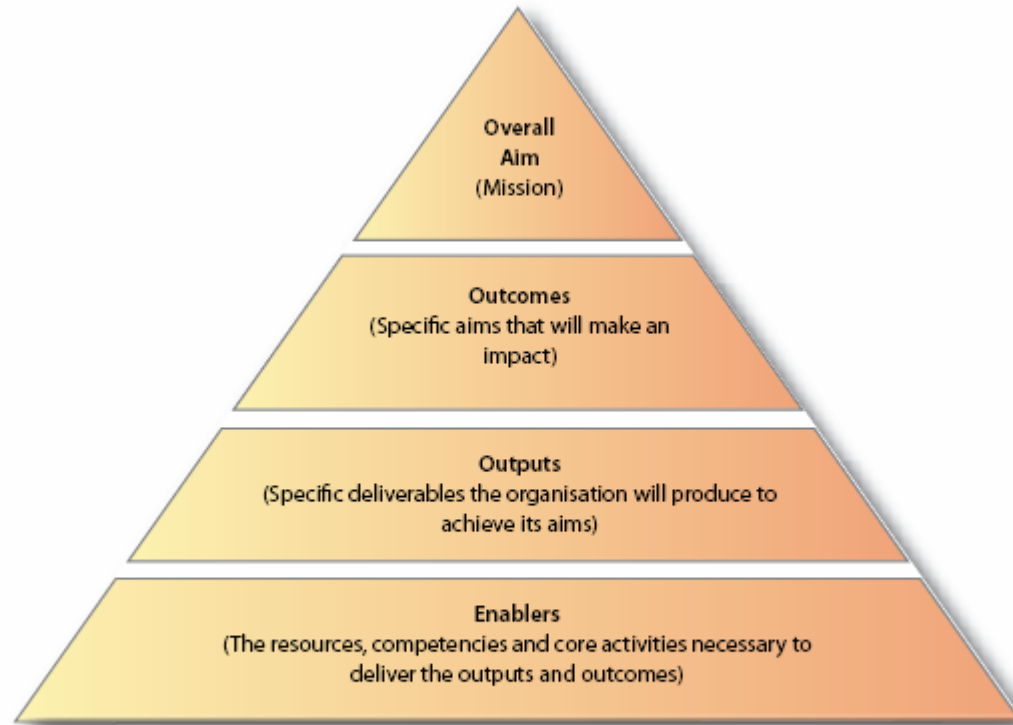 Overall
Aim
(Mission)
Outcomes
(Specific aims that will make an
impact)
Outputs
(Specific deliverables the organisation will produce to
achieve its aims)
Enablers
(The resources, competencies and core activities necessary to
deliver the outputs and outcomes)